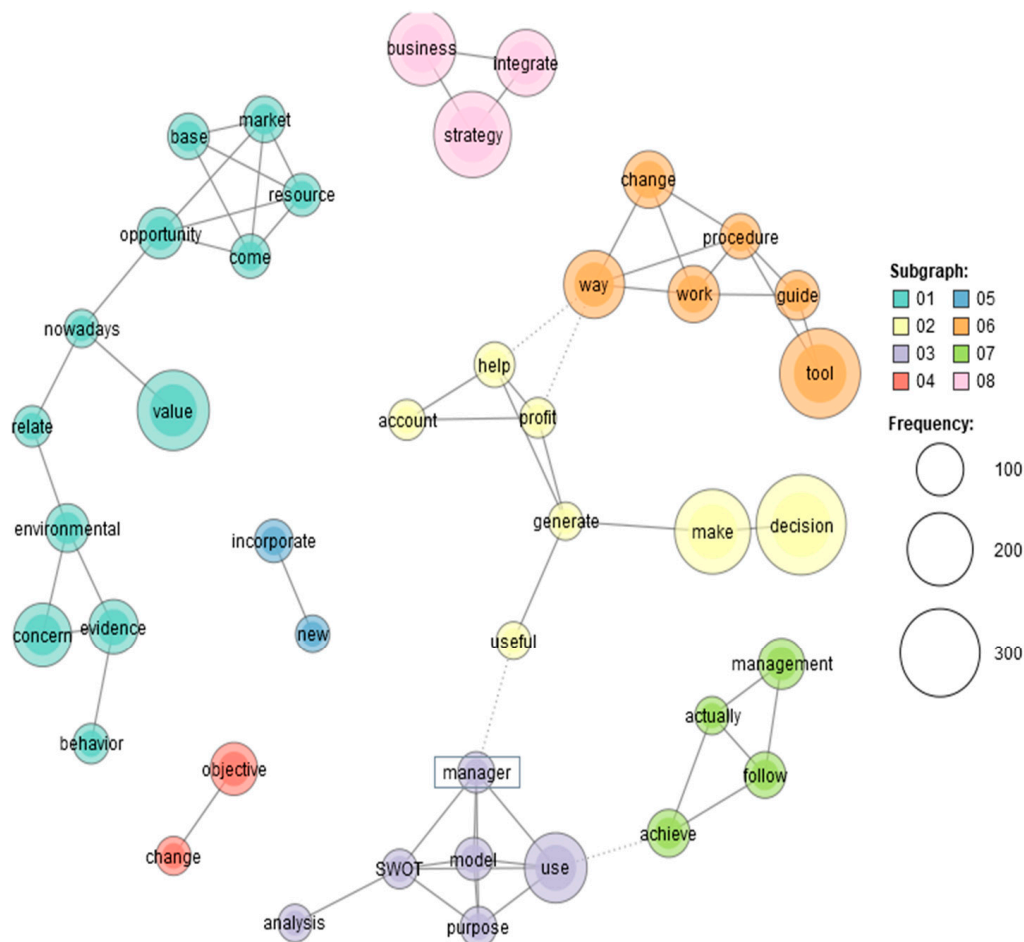 business
integrate
strategy
market
base
resource
opportunity
come
nowadays
value
relate
environmental
concern
evidence
behavior
incorporate
new
objective
change
change
procedure
way
work
guide
tool
help
account
profit
generate
make
decision
useful
manager
SWOT
model
use
analysis
purpose
management
actually
follow
achieve
Subgraph:
01 05
02 06
03 07
04 08
Frequency:
100
200
300